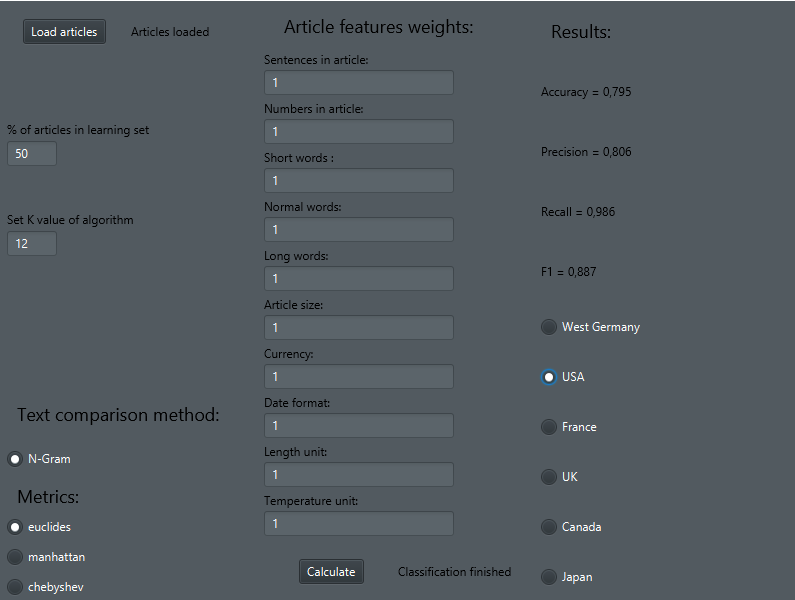 Load articles
Articles loaded
% of articles in learning set
50
Set K value of algorithm
12
Text comparison method:
N-Gram
Metrics:
euclides
manhattan
chebyshev
Article features weights:
Sentences in article:
1
Numbers in article:
1
Short words :
1
Normal words:
1
Long words:
1
Article size:
1
Currency:
1
Date format:
1
Length unit:
1
Temperature unit:
1
Calculate
Classification finished
Results:
Accuracy = 0,795
Precision = 0,806
Recall = 0,986
F1 = 0,887
West Germany
USA
France
UK
Canada
Japan